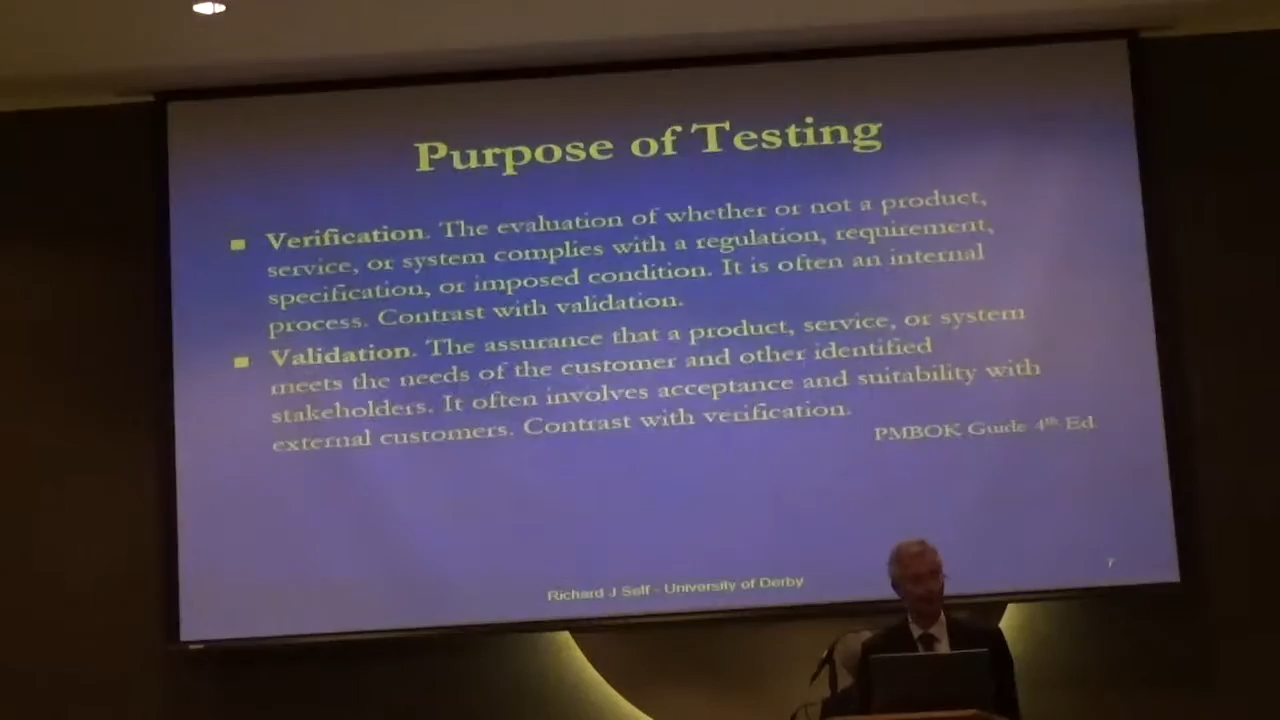 Purpose of Testing
■ Verification. The evaluation of whether or not a product,
service, or system complies with a regulation, requirement,
specification, or imposed condition. It is often an internal
process. Contrast with validation.
■ Validation. The assurance that a product, service, or system
meets the needs of the customer and other identified
stakeholders. It often involves acceptance and suitability with
external customers. Contrast with verification.
PMBOK Guide 4th Ed.
Richard J Self - University of Derby
7